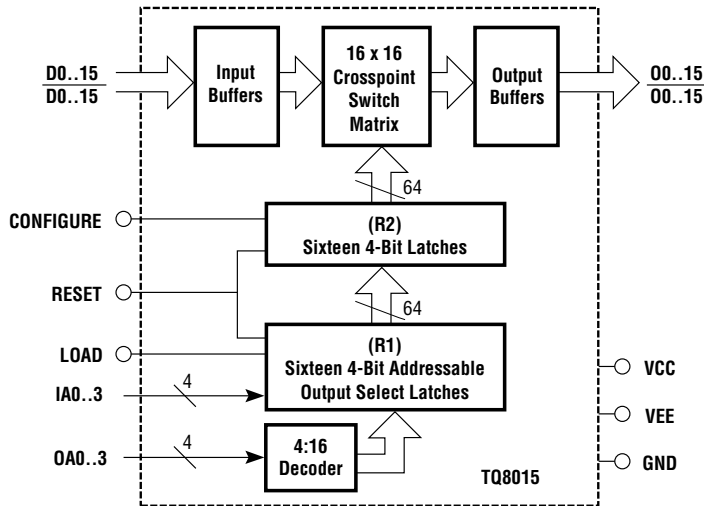 D0..15
D0..15
Input
Buffers
16 x 16
Crosspoint
Switch
Matrix
Output
Buffers
O0..15
O0..15
64
CONFIGURE
(R2)
Sixteen 4-Bit Latches
RESET
64
LOAD
(R1)
Sixteen 4-Bit Addressable
Output Select Latches
IA0..3
4
VCC
VEE
OA0..3
4
4:16
Decoder
GND
TQ8015